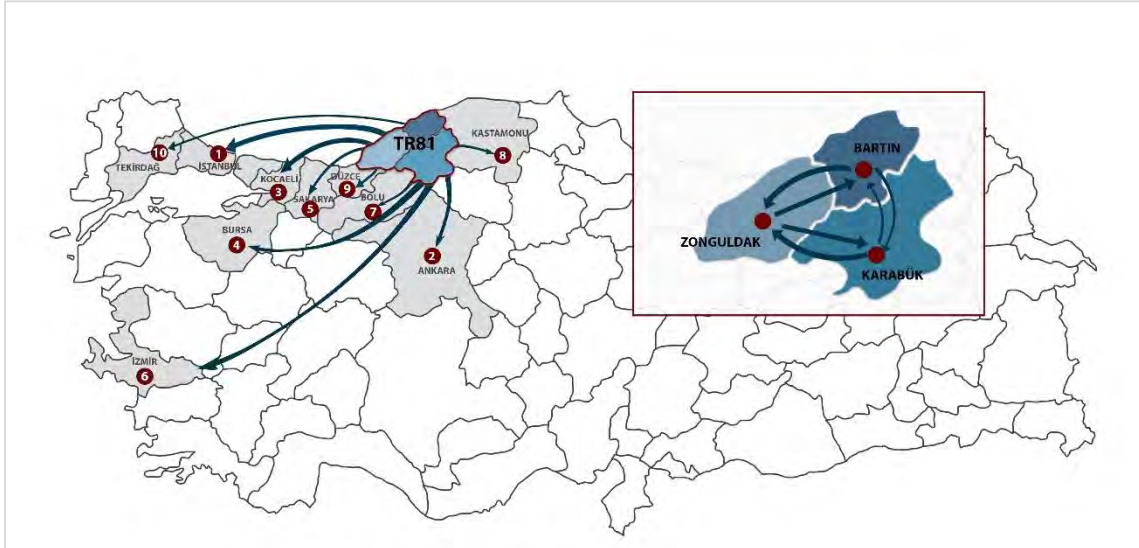 TR81
KASTAMONU
8
10
TEKİRDAĞ
1
İSTANBUL
KOCAELİ
3
SAKARYA
5
DÜZCE
9
BOLU
7
BURSA
4
2
ANKARA
İZMİR
6
BARTIN
ZONGULDAK
KARABÜK